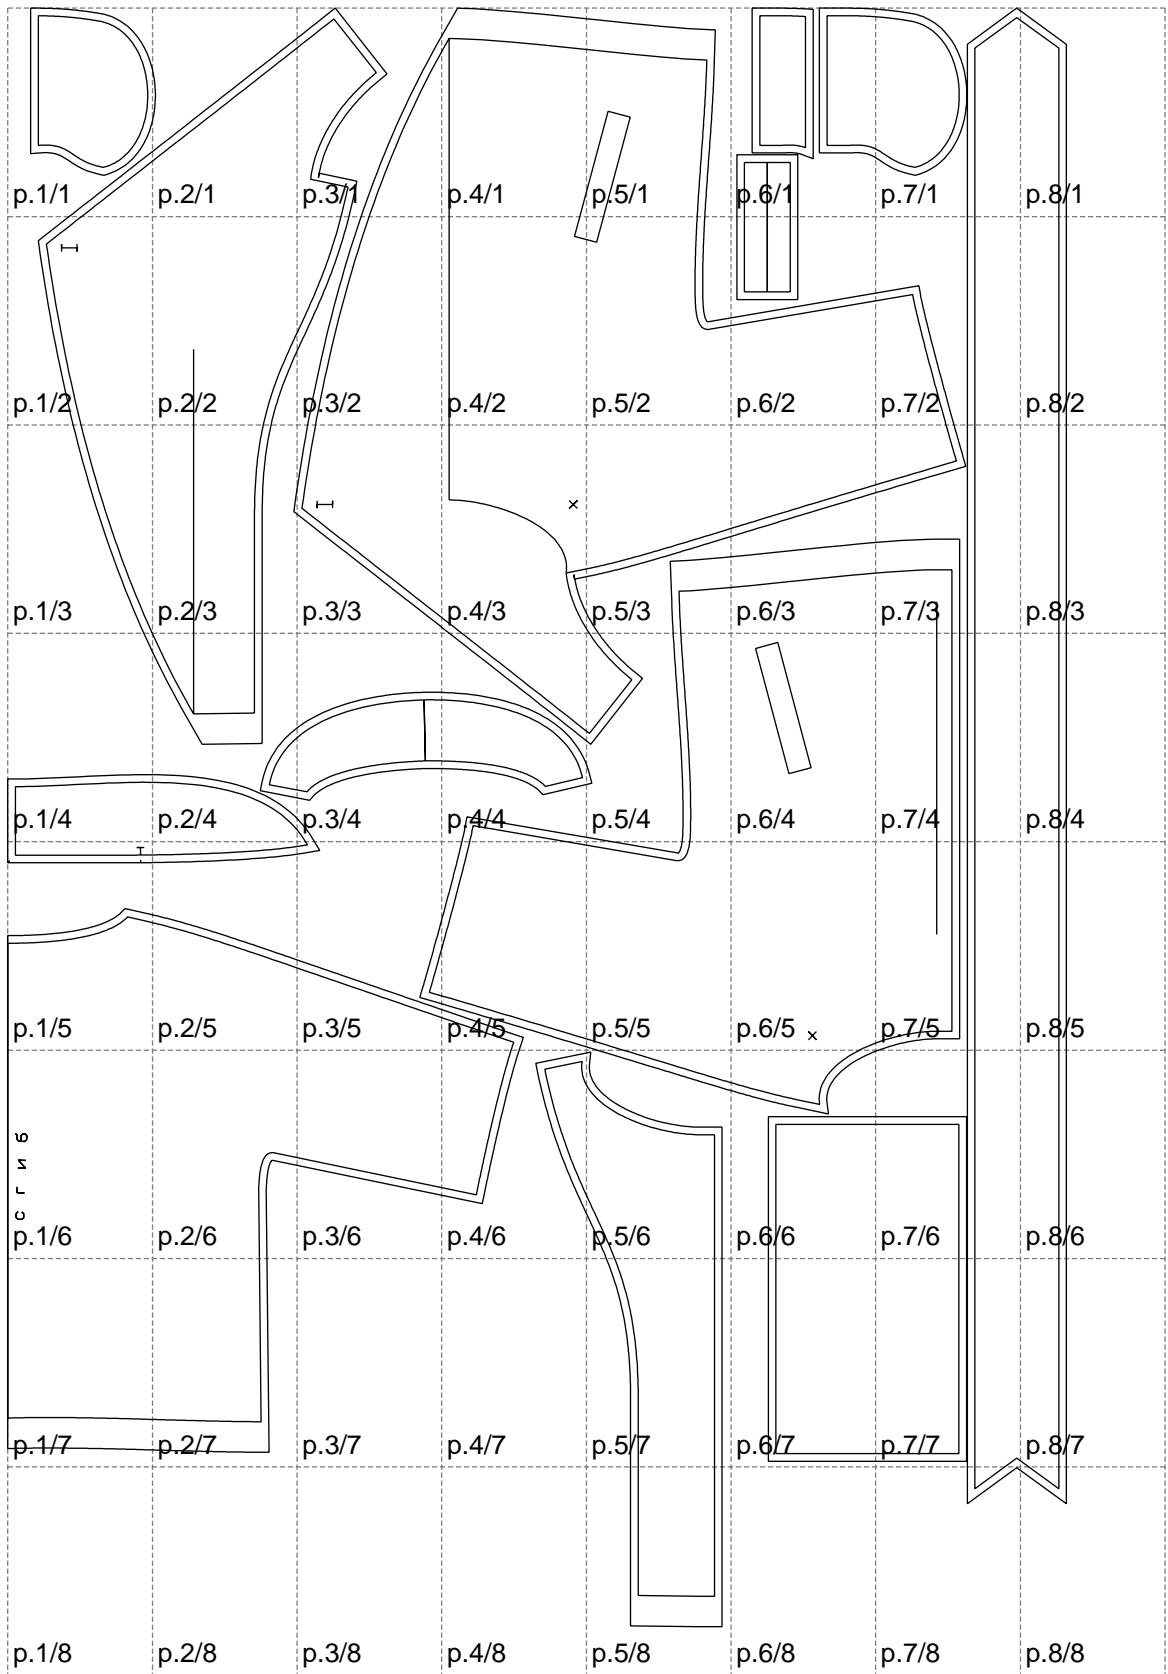 p.1/1 p.2/1 p.3/1 p.4/1 p.5/1 p.6/1 p.7/1 p.8/1
p.1/2 p.2/2 p.3/2 p.4/2 p.5/2 p.6/2 p.7/2 p.8/2
p.1/3 p.2/3 p.3/3 p.4/3 p.5/3 p.6/3 p.7/3 p.8/3
p.1/4 p.2/4 p.3/4 p.4/4 p.5/4 p.6/4 p.7/4 p.8/4
p.1/5 p.2/5 p.3/5 p.4/5 p.5/5 p.6/5 p.7/5 p.8/5
сгиб
p.1/6 p.2/6 p.3/6 p.4/6 p.5/6 p.6/6 p.7/6 p.8/6
p.1/7 p.2/7 p.3/7 p.4/7 p.5/7 p.6/7 p.7/7 p.8/7
p.1/8 p.2/8 p.3/8 p.4/8 p.5/8 p.6/8 p.7/8 p.8/8